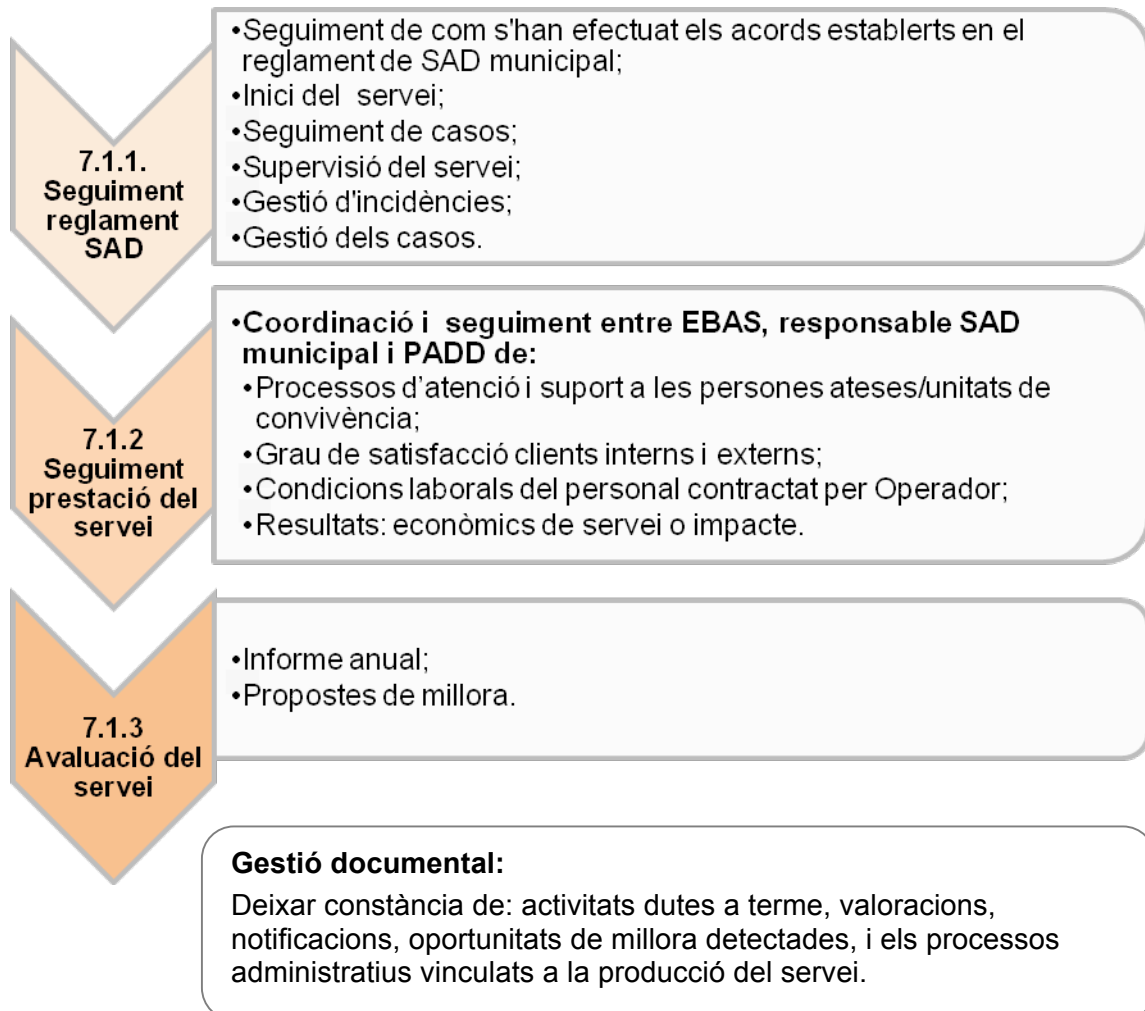 7.1.1.
Seguiment
reglament
SAD
•Seguiment de com s'han efectuat els acords establerts en el
reglament de SAD municipal;
•Inici del servei;
•Seguiment de casos;
•Supervisió del servei;
•Gestió d'incidències;
•Gestió dels casos.
7.1.2
Seguiment
prestació del
servei
•Coordinació i seguiment entre EBAS, responsable SAD
municipal i PADD de:
•Processos d'atenció i suport a les persones ateses/unitats de
convivència;
•Grau de satisfacció clients interns i externs;
•Condicions laborals del personal contractat per Operador;
•Resultats: econòmics de servei o impacte.
7.1.3
Avaluació del
servei
•Informe anual;
•Propostes de millora.
Gestió documental:
Deixar constància de: activitats dutes a terme, valoracions,
notificacions, oportunitats de millora detectades, i els processos
administratius vinculats a la producció del servei.